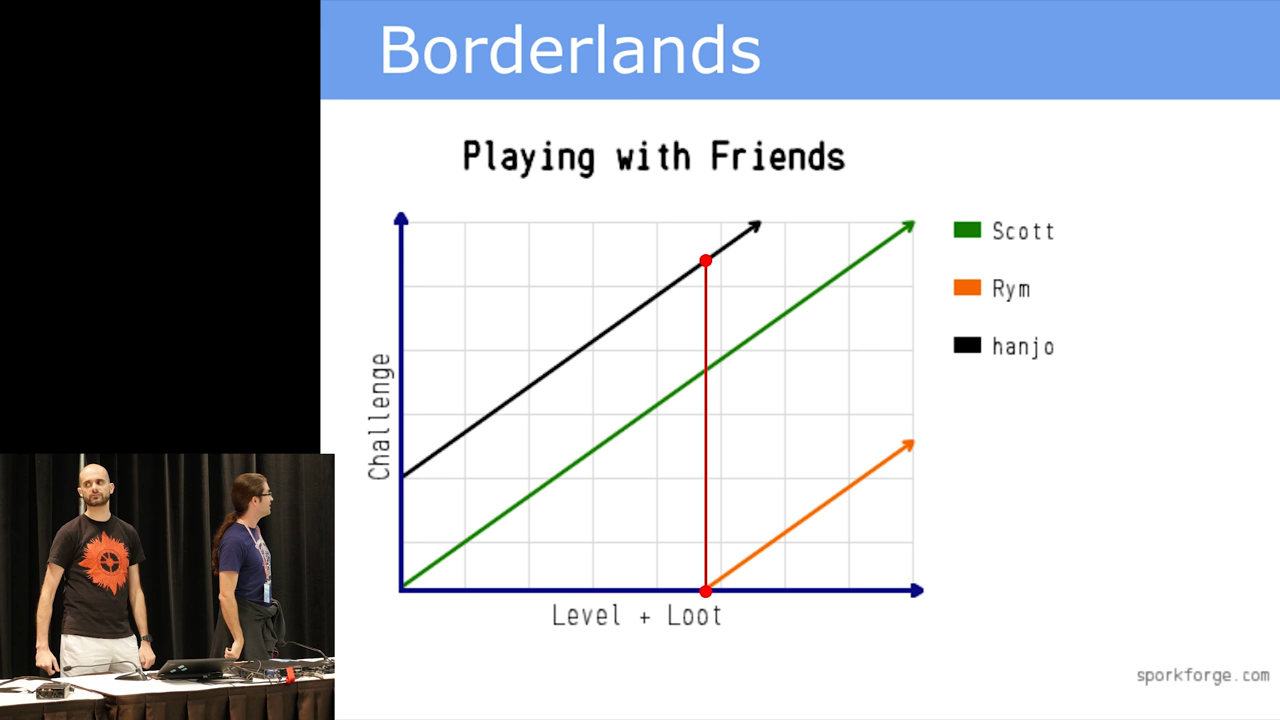 Borderlands
Playing with Friends
Scott
Rym
hanjo
Challenge
Level + Loot
sporkforge.com